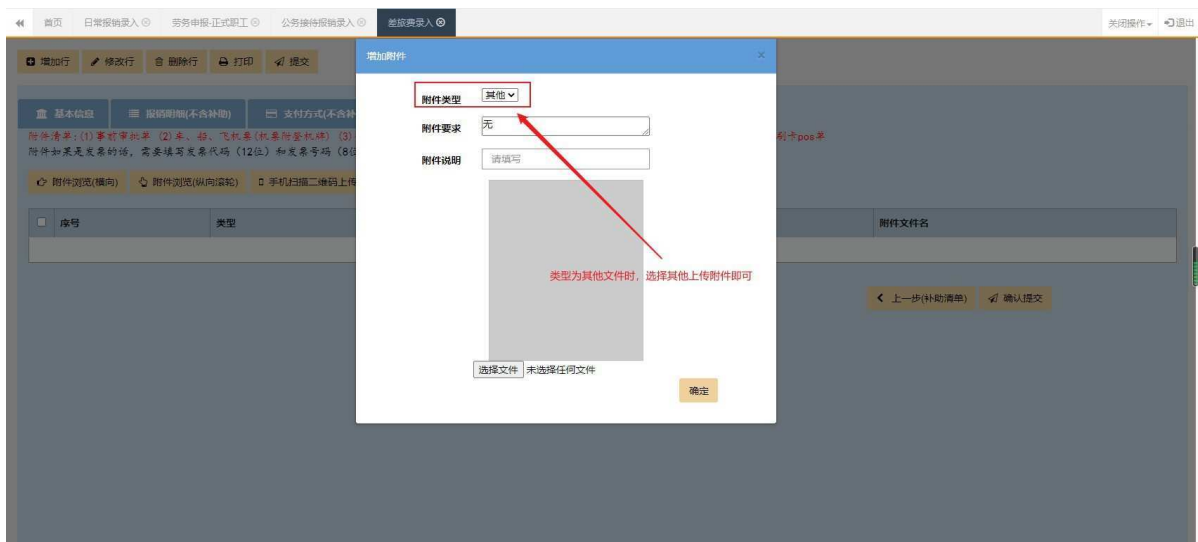 首页 日常报销录入 劳务申报-正式职工 公务接待报销录入 差旅费录入 关闭操作 退出
增加行 修改行 删除行 打印 提交
增加附件
附件类型 其他
附件要求 无
附件说明 请填写
基本信息 报销明细(不含补助) 支付方式(不含补
附件清单:(1)事前审批单 (2)车、船、飞机票(机票附登机牌) (3) 刷卡pos单
附件如果是发票的话, 需要填写发票代码 (12位) 和发票号码 (8位
附件浏览(横向) 附件浏览(纵向滚轮) 手机扫描二维码上传
序号 类型 附件文件名
类型为其他文件时，选择其他上传附件即可
上一步(补助清单) 确认提交
选择文件 未选择任何文件
确定